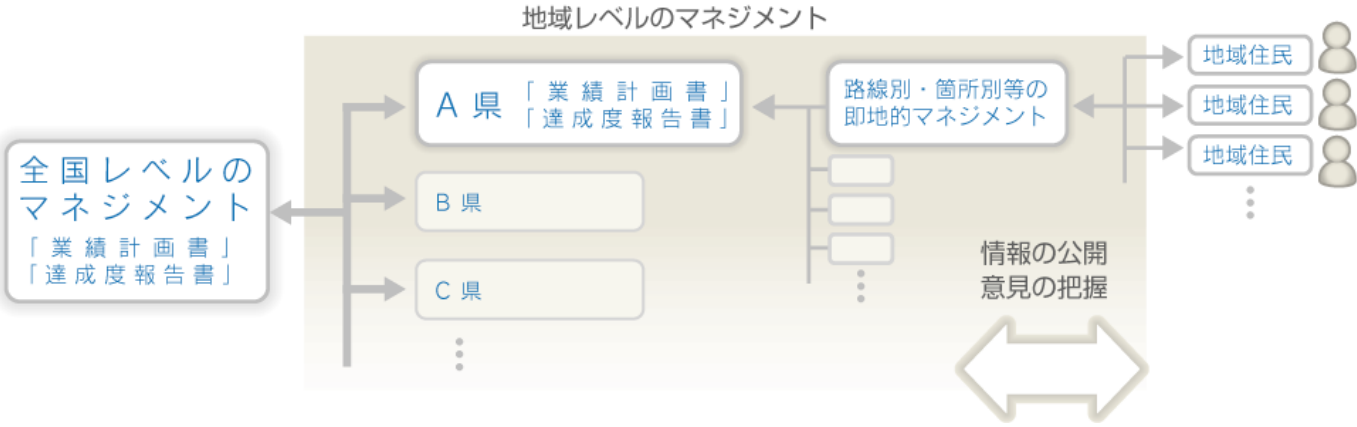 地域レベルのマネジメント
全国レベルの
マネジメント
「業績計画書」
「達成度報告書」
A 県
「業績計画書」
「達成度報告書」
B 県
C 県
路線別・箇所別等の
即地的マネジメント
情報の公開
意見の把握
地域住民
地域住民
地域住民